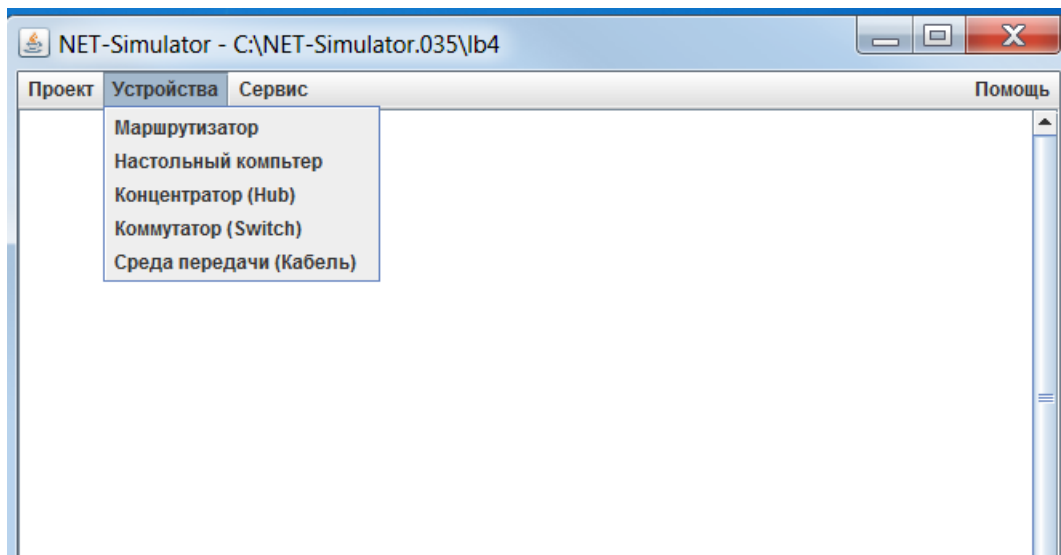 NET-Simulator - C:\NET-Simulator.035\lb4
Проект Устройства Сервис Помощь
Маршрутизатор
Настольный компьтер
Концентратор (Hub)
Коммутатор (Switch)
Среда передачи (Кабель)